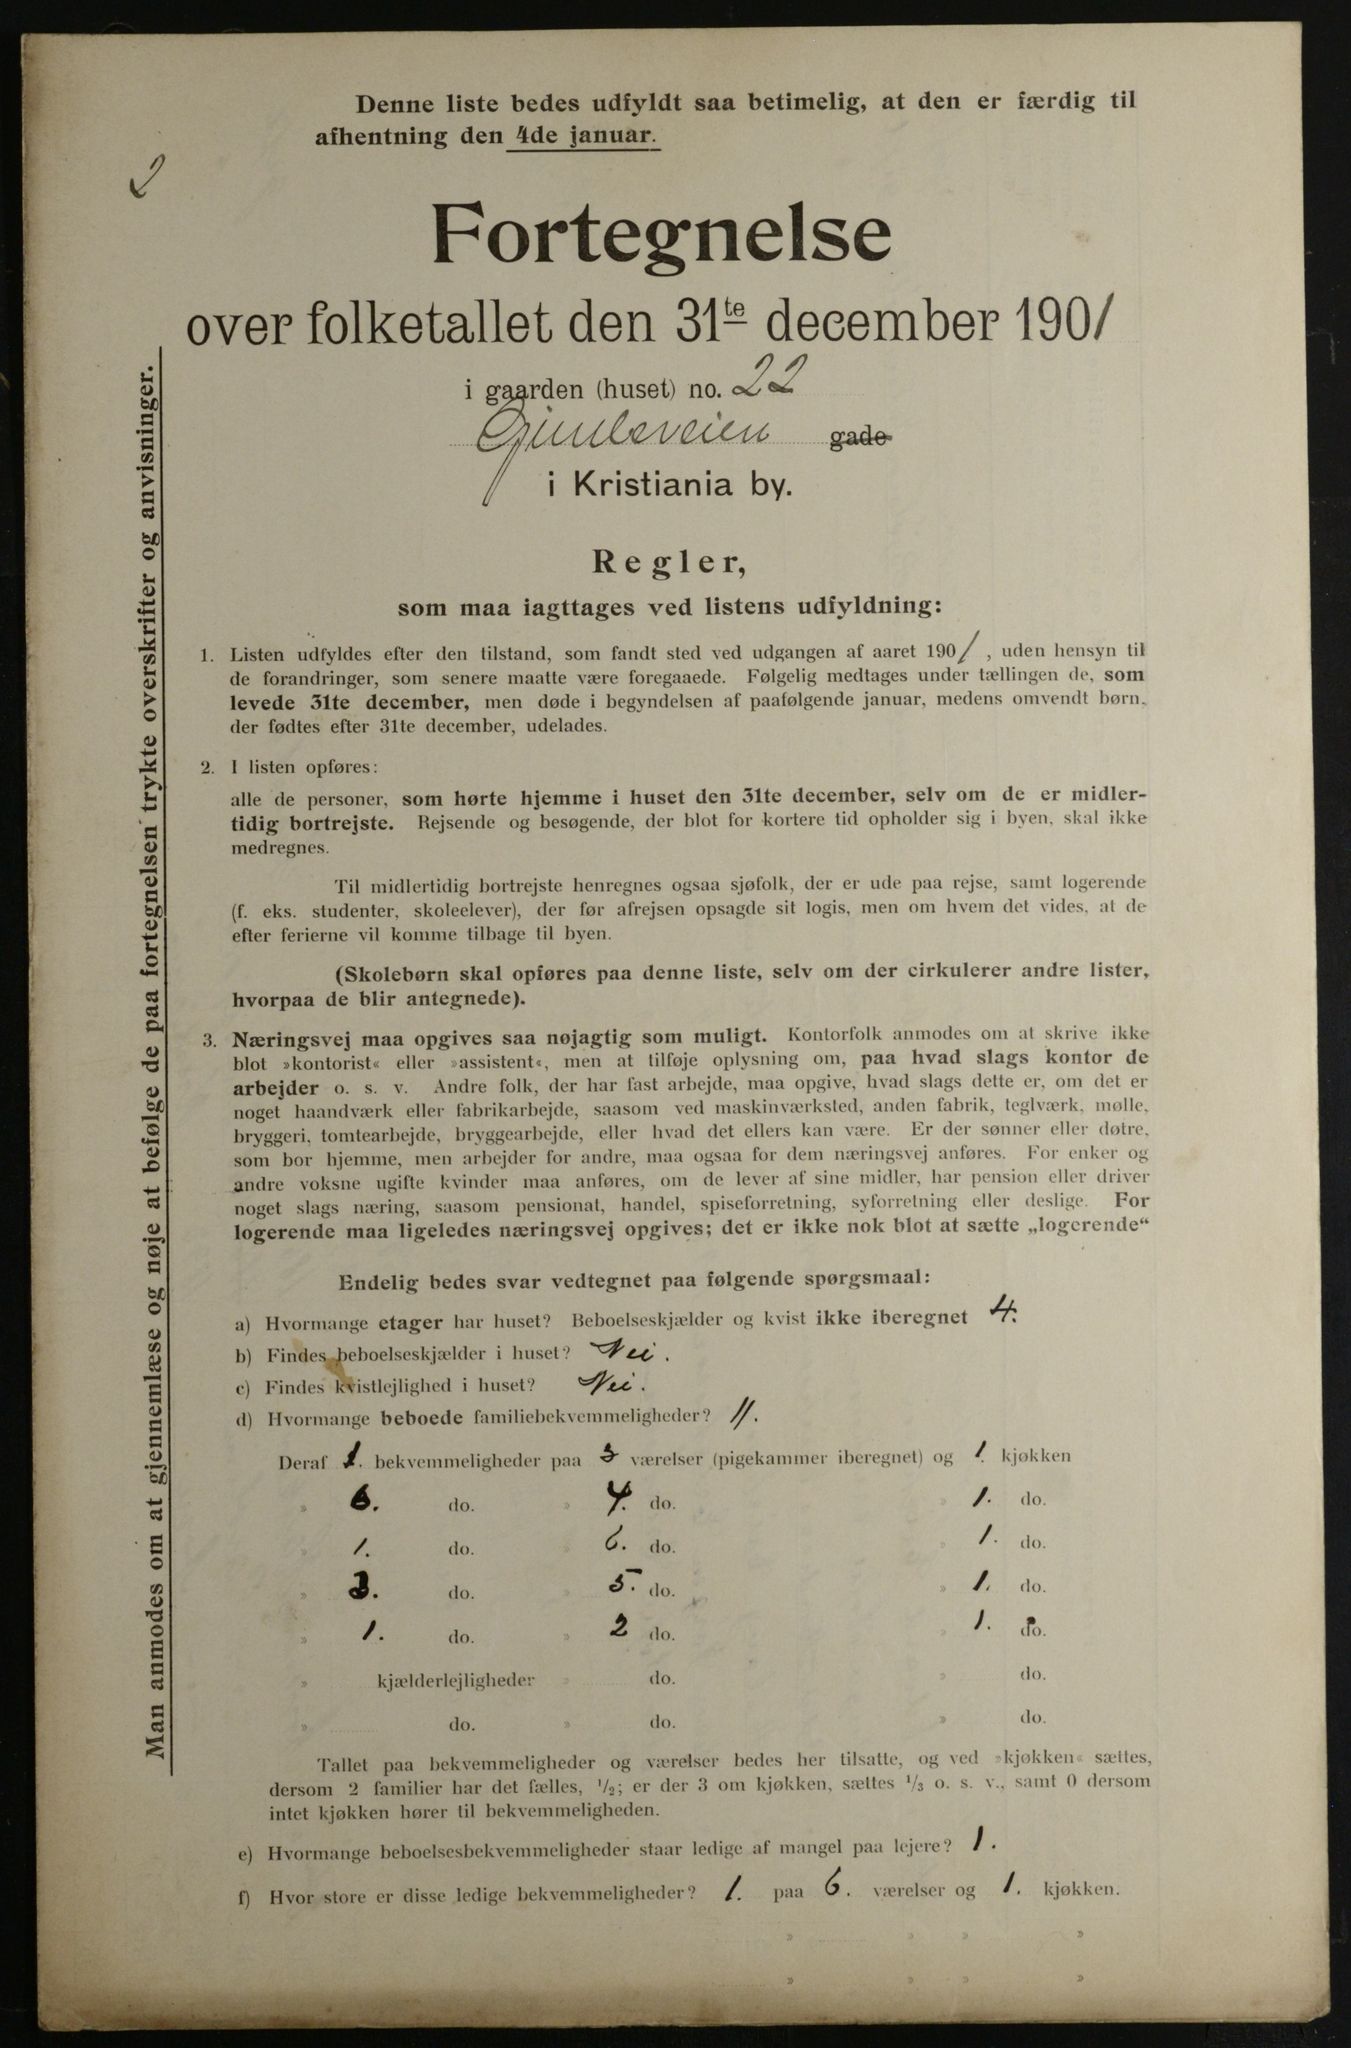 Denne liste bedes udfyldt saa betimelig, at den er færdig til
afhentning den 4de januar.
2
Fortegnelse
over folketallet den 31te december 1901
i gaarden (huset) no. 22
Gimleveien gade
i Kristiania by.
Regler,
som maa iagttages ved listens udfyldning:
1. Listen udfyldes efter den tilstand, som fandt sted ved udgangen af aaret 1901, uden hensyn til
de forandringer, som senere maatte være foregaaede. Følgelig medtages under tællingen de, som
levede 31te december, men døde i begyndelsen af paafølgende januar, medens omvendt børn,
der fødtes efter 31te december, udelades.
2. I listen opføres:
alle de personer, som hørte hjemme i huset den 31te december, selv om de er midler-
tidig bortrejste. Rejsende og besøgende, der blot for kortere tid opholder sig i byen, skal ikke
medregnes.
Til midlertidig bortrejste henregnes ogsaa sjøfolk, der er ude paa rejse, samt logerende
(f. eks. studenter, skoleelever), der før afrejsen opsagde sit logis, men om hvem det vides, at de
efter ferierne vil komme tilbage til byen.
(Skolebørn skal opføres paa denne liste, selv om der cirkulerer andre lister,
hvorpaa de blir antegnede).
3. Næringsvej maa opgives saa nøjagtig som muligt. Kontorfolk anmodes om at skrive ikke
blot »kontorist« eller »assistent«, men at tilføje oplysning om, paa hvad slags kontor de
arbejder o. s. v. Andre folk, der har fast arbejde, maa opgive, hvad slags dette er, om det er
noget haandværk eller fabrikarbejde, saasom ved maskinværksted, anden fabrik, teglværk, mølle,
bryggeri, tomtearbejde, bryggearbejde, eller hvad det ellers kan være. Er der sønner eller døtre,
som bor hjemme, men arbejder for andre, maa ogsaa for dem næringsvej anføres. For enker og
andre voksne ugifte kvinder maa anføres, om de lever af sine midler, har pension eller driver
noget slags næring, saasom pensionat, handel, spiseforretning, syforretning eller deslige. For
logerende maa ligeledes næringsvej opgives; det er ikke nok blot at sætte „logerende“
Endelig bedes svar vedtegnet paa følgende spørgsmaal:
a) Hvormange etager har huset? Beboelseskjælder og kvist ikke iberegnet 4.
b) Findes beboelseskjælder i huset? Nei.
c) Findes kvistlejlighed i huset? Nei.
d) Hvormange beboede familiebekvemmeligheder? 11.
Deraf 1. bekvemmeligheder paa 3 værelser (pigekammer iberegnet) og 1. kjøkken
» 6. do. » 4. do. » 1. do.
» 1. do. » 6. do. » 1. do.
» 3. do. » 5. do. » 1. do.
» 1. do. » 2 do. » 1. do.
» kjælderlejligheder » do. » do.
» do. » do. » do.
Tallet paa bekvemmeligheder og værelser bedes her tilsatte, og ved »kjøkken« sættes,
dersom 2 familier har det fælles, 1/2; er der 3 om kjøkken, sættes 1/3 o. s. v., samt 0 dersom
intet kjøkken hører til bekvemmeligheden.
e) Hvormange beboelsesbekvemmeligheder staar ledige af mangel paa lejere? 1.
f) Hvor store er disse ledige bekvemmeligheder? 1. paa 6. værelser og 1. kjøkken.
» » » »
» » » »
Man anmodes om at gjennemlæse og nøje at befølge de paa fortegnelsen trykte overskrifter og anvisninger.